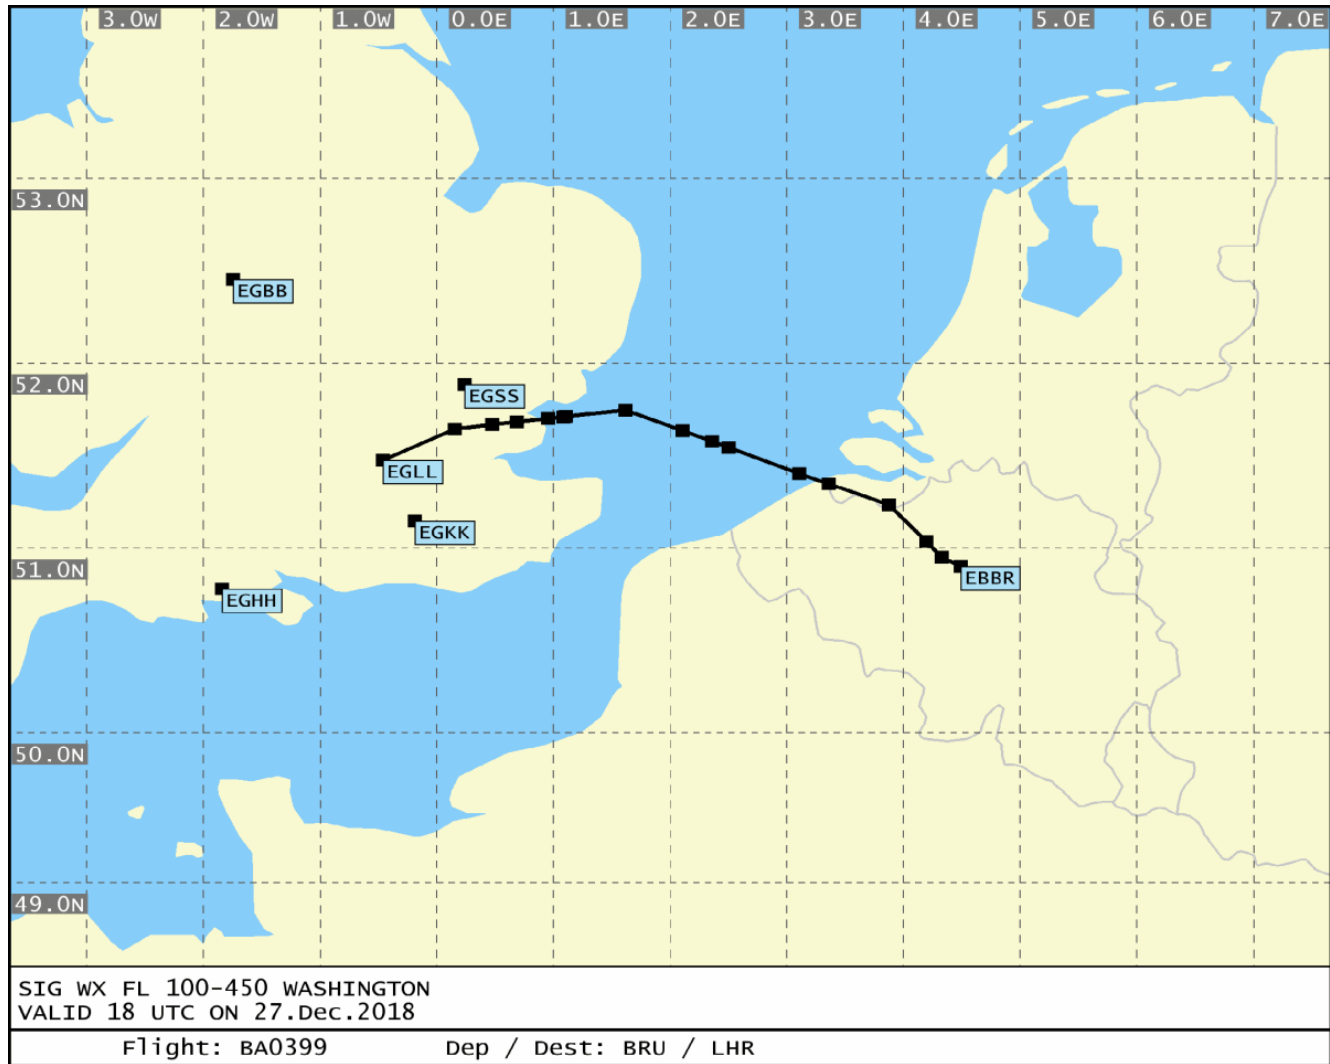 3.0W 2.0W 1.0W 0.0E 1.0E 2.0E 3.0E 4.0E 5.0E 6.0E 7.0E
53.0N
EGBB
52.0N
EGSS
EGLL
EGKK
51.0N
EBBR
EGHH
50.0N
49.0N
SIG WX FL 100-450 WASHINGTON
VALID 18 UTC ON 27.Dec.2018
Flight: BA0399 Dep / Dest: BRU / LHR